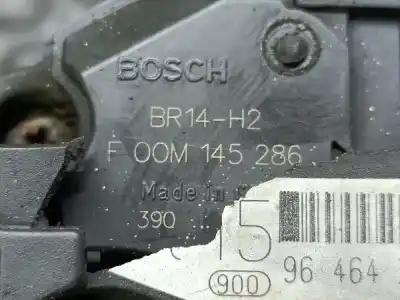 BOSCH
BR14-H2
F 00M 145 286
Made in
390
15
900 96 464